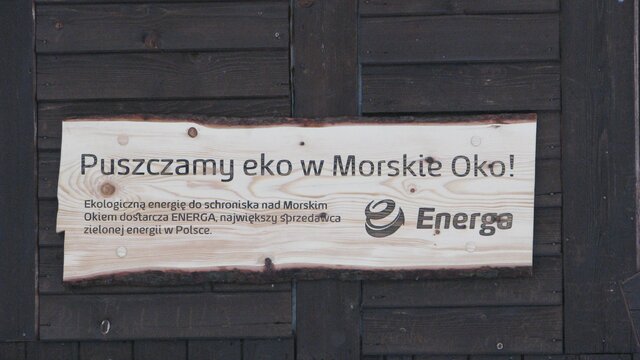 Puszczamy eko w Morskie Oko!
Ekologiczną energię do schroniska nad Morskim
Okiem dostarcza ENERGA, największy sprzedawca
zielonej energii w Polsce.
Energa